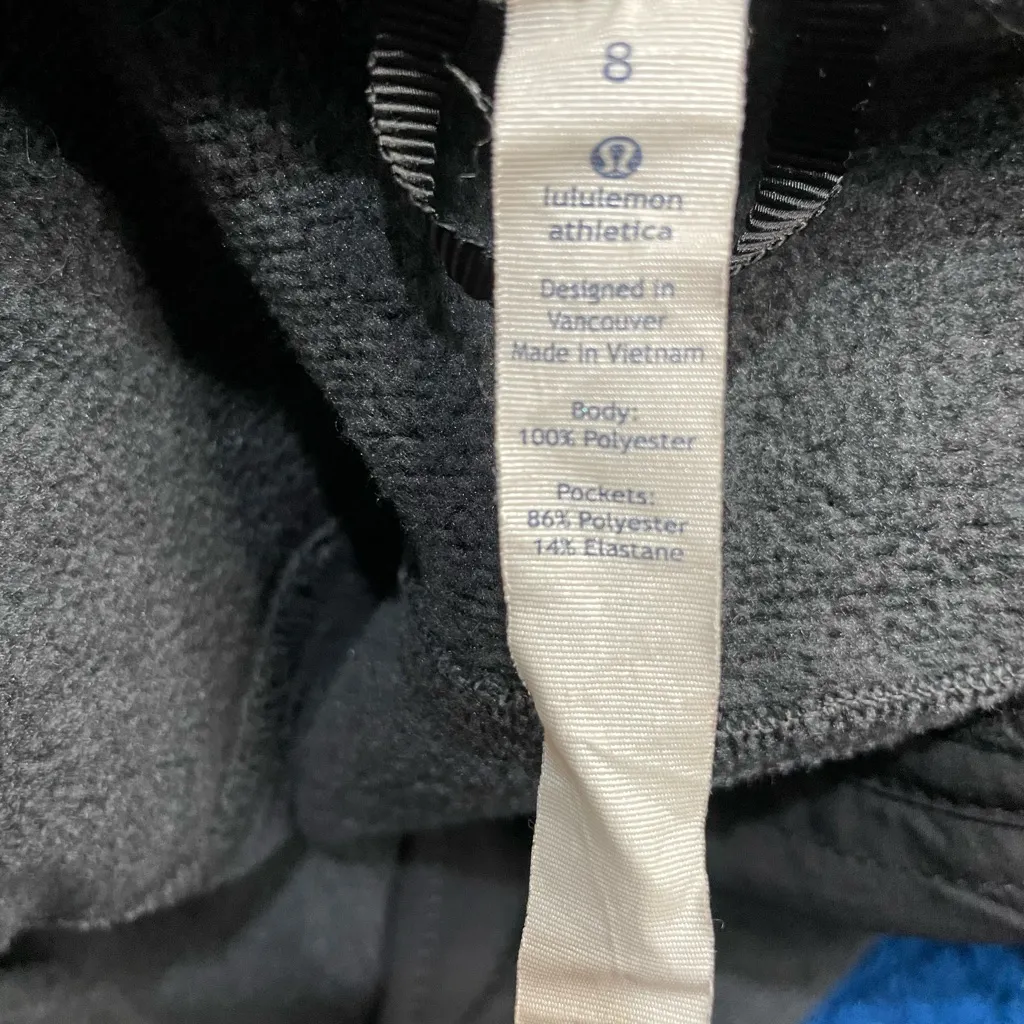 8
lululemon
athletica
Designed in
Vancouver
Made in Vietnam
Body:
100% Polyester
Pockets:
86% Polyester
14% Elastane